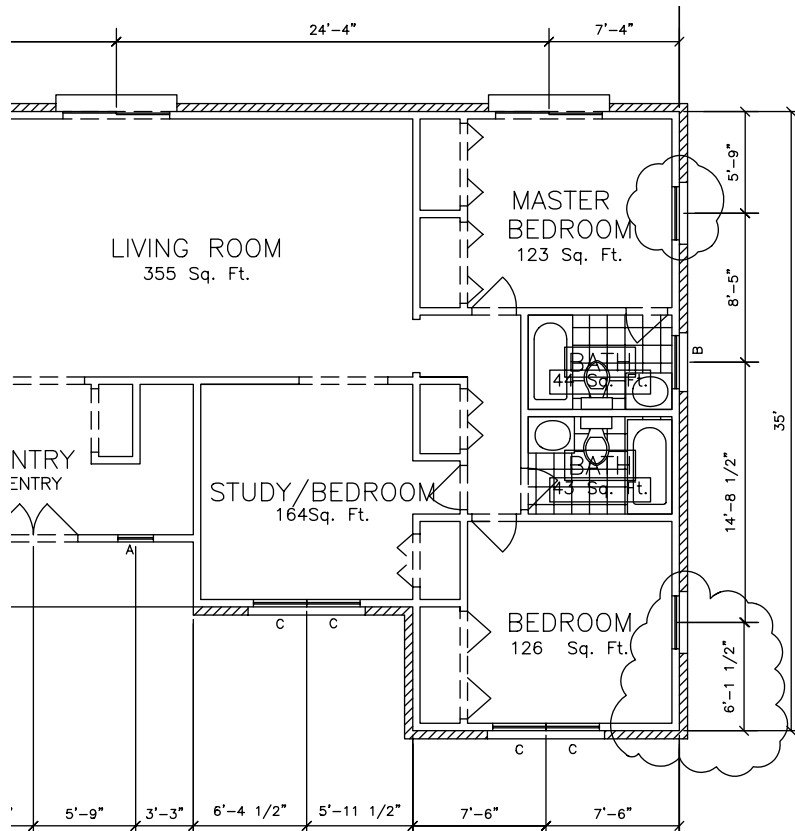 24'-4"
7'-4"
5'-9"
MASTER
BEDROOM
123 Sq. Ft.
LIVING ROOM
355 Sq. Ft.
8'-5"
B
BATH
44 Sq. Ft.
35'
NTRY
ENTRY
BATH
43 Sq. Ft.
14'-8 1/2"
STUDY/BEDROOM
164Sq. Ft.
A
C C
BEDROOM
126 Sq. Ft.
6'-1 1/2"
C C
5'-9"
3'-3"
6'-4 1/2"
5'-11 1/2"
7'-6"
7'-6"